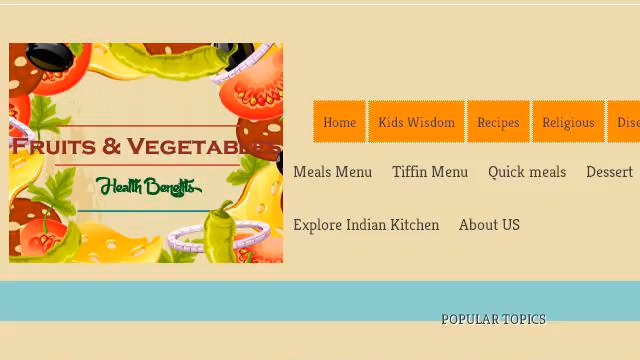 FRUITS & VEGETABLES
Health Benefits
Home Kids Wisdom Recipes Religious
Meals Menu Tiffin Menu Quick meals Dessert
Explore Indian Kitchen About US
POPULAR TOPICS